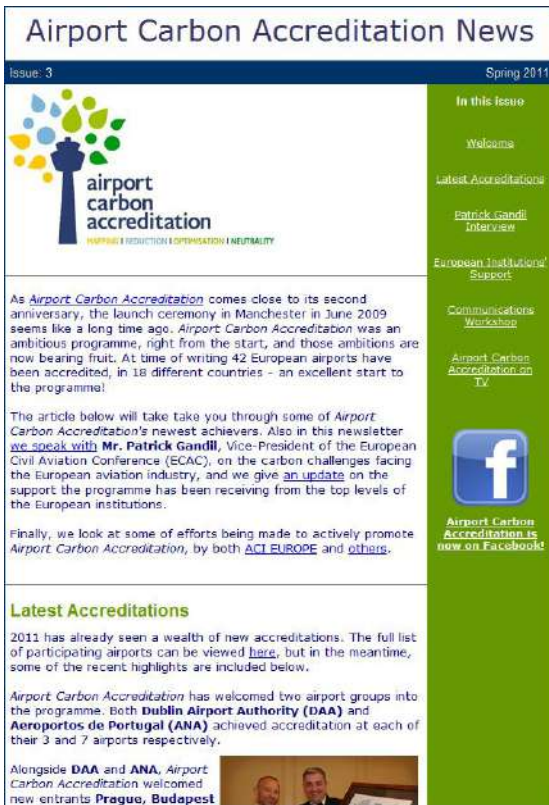 Airport Carbon Accreditation News
Issue: 3
Spring 2011
airport
carbon
accreditation
MAPPING I REDUCTION I OPTIMISATION I NEUTRALITY
As Airport Carbon Accreditation comes close to its second
anniversary, the launch ceremony in Manchester in June 2009
seems like a long time ago. Airport Carbon Accreditation was an
ambitious programme, right from the start, and those ambitions are
now bearing fruit. At time of writing 42 European airports have
been accredited, in 18 different countries – an excellent start to
the programme!
The article below will take take you through some of Airport
Carbon Accreditation's newest achievers. Also in this newsletter
we speak with Mr. Patrick Gandil, Vice-President of the European
Civil Aviation Conference (ECAC), on the carbon challenges facing
the European aviation industry, and we give an update on the
support the programme has been receiving from the top levels of
the European institutions.
Finally, we look at some of efforts being made to actively promote
Airport Carbon Accreditation, by both ACI EUROPE and others.
Latest Accreditations
2011 has already seen a wealth of new accreditations. The full list
of participating airports can be viewed here, but in the meantime,
some of the recent highlights are included below.
Airport Carbon Accreditation has welcomed two airport groups into
the programme. Both Dublin Airport Authority (DAA) and
Aeroportos de Portugal (ANA) achieved accreditation at each of
their 3 and 7 airports respectively.
Alongside DAA and ANA, Airport
Carbon Accreditation welcomed
new entrants Prague, Budapest
In this issue
Welcome
Latest Accreditations
Patrick Gandil
Interview
European Institutions'
Support
Communications
Workshop
Airport Carbon
Accreditation on
TV
f
Airport Carbon
Accreditation is
now on Facebook!